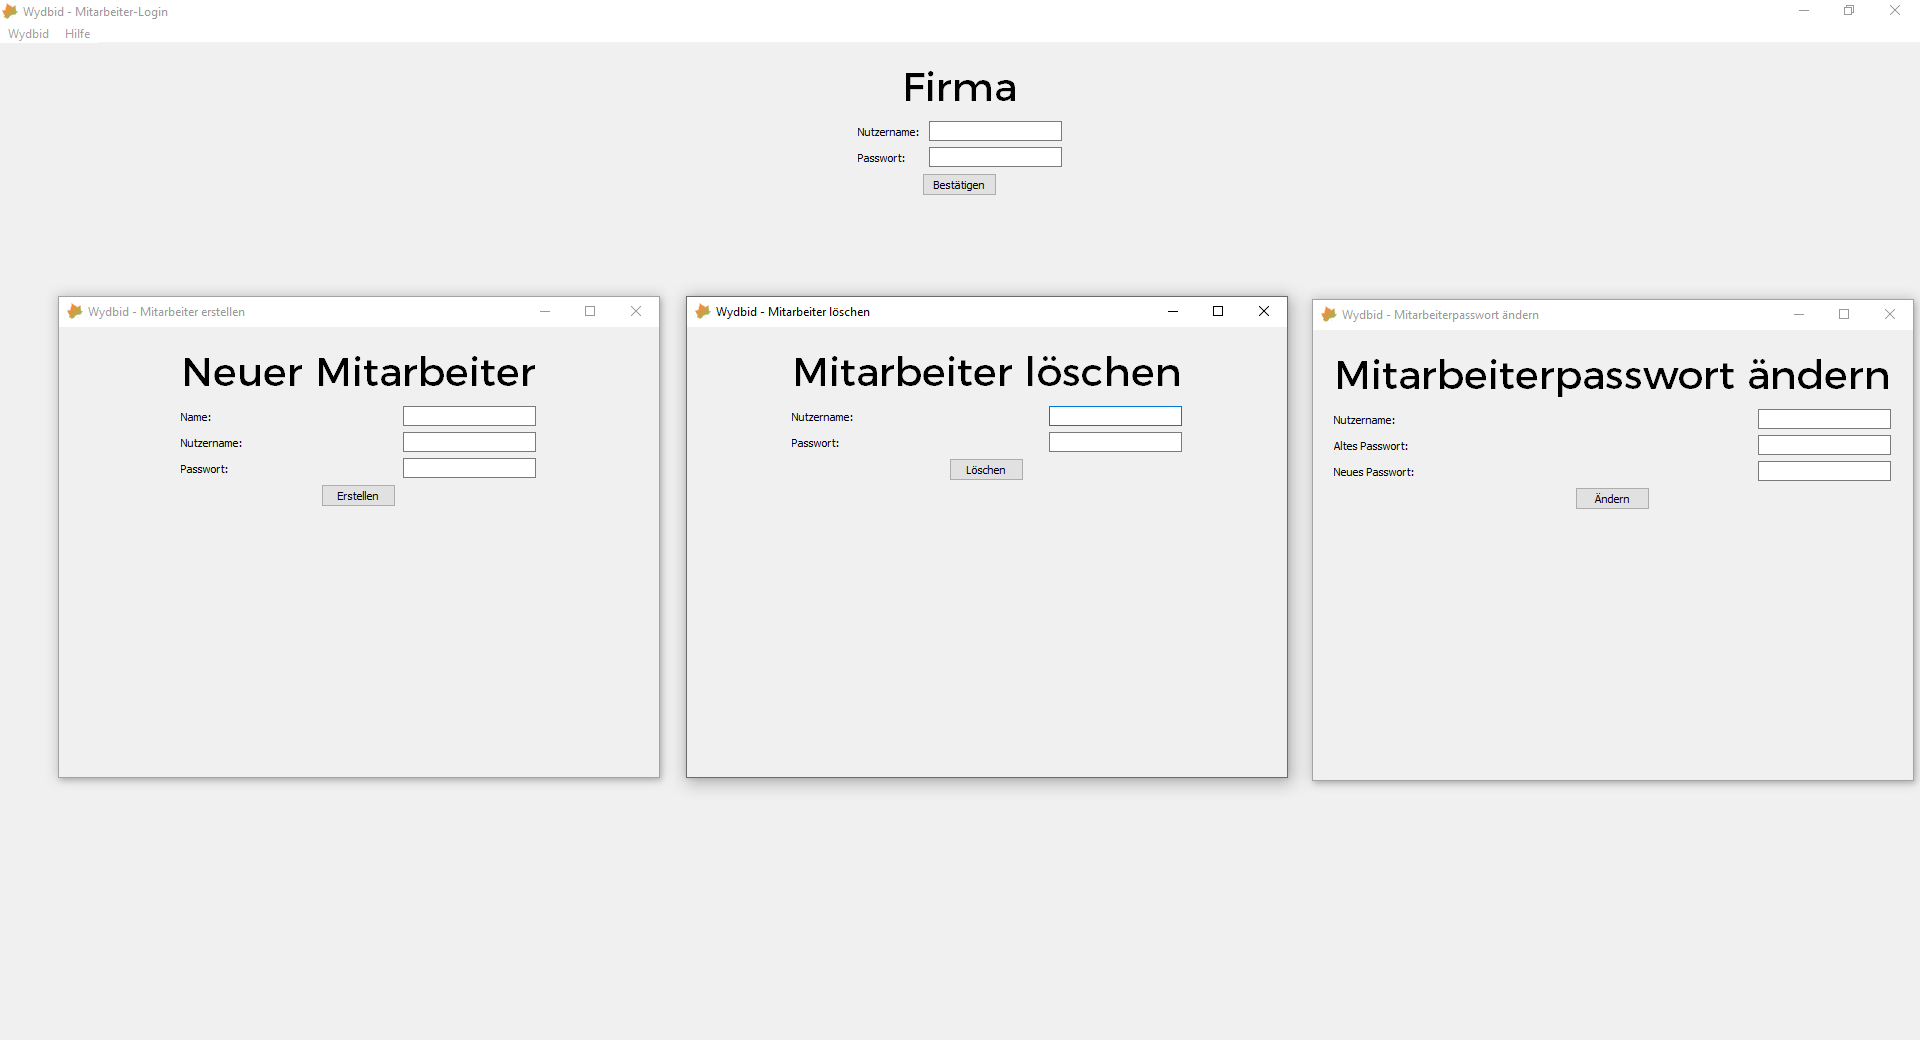 Wydbid - Mitarbeiter-Login
Wydbid Hilfe
Firma
Nutzername:
Passwort:
Bestätigen
Wydbid - Mitarbeiter erstellen
Neuer Mitarbeiter
Name:
Nutzername:
Passwort:
Erstellen
Wydbid - Mitarbeiter löschen
Mitarbeiter löschen
Nutzername:
Passwort:
Löschen
Wydbid - Mitarbeiterpasswort ändern
Mitarbeiterpasswort ändern
Nutzername:
Altes Passwort:
Neues Passwort:
Ändern